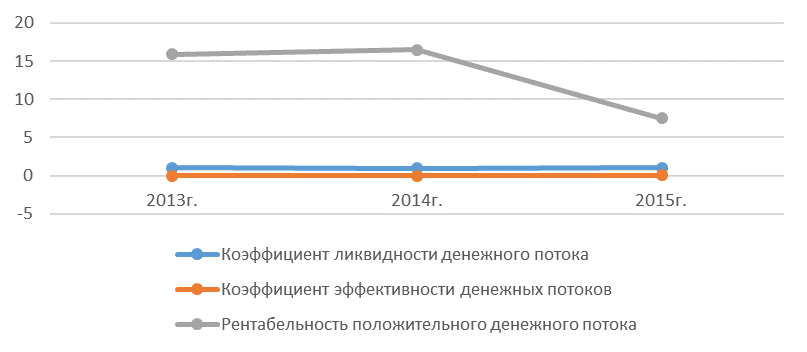 20
15
10
5
0
-5
2013г. 2014г. 2015г.
Коэффициент ликвидности денежного потока
Коэффициент эффективности денежных потоков
Рентабельность положительного денежного потока